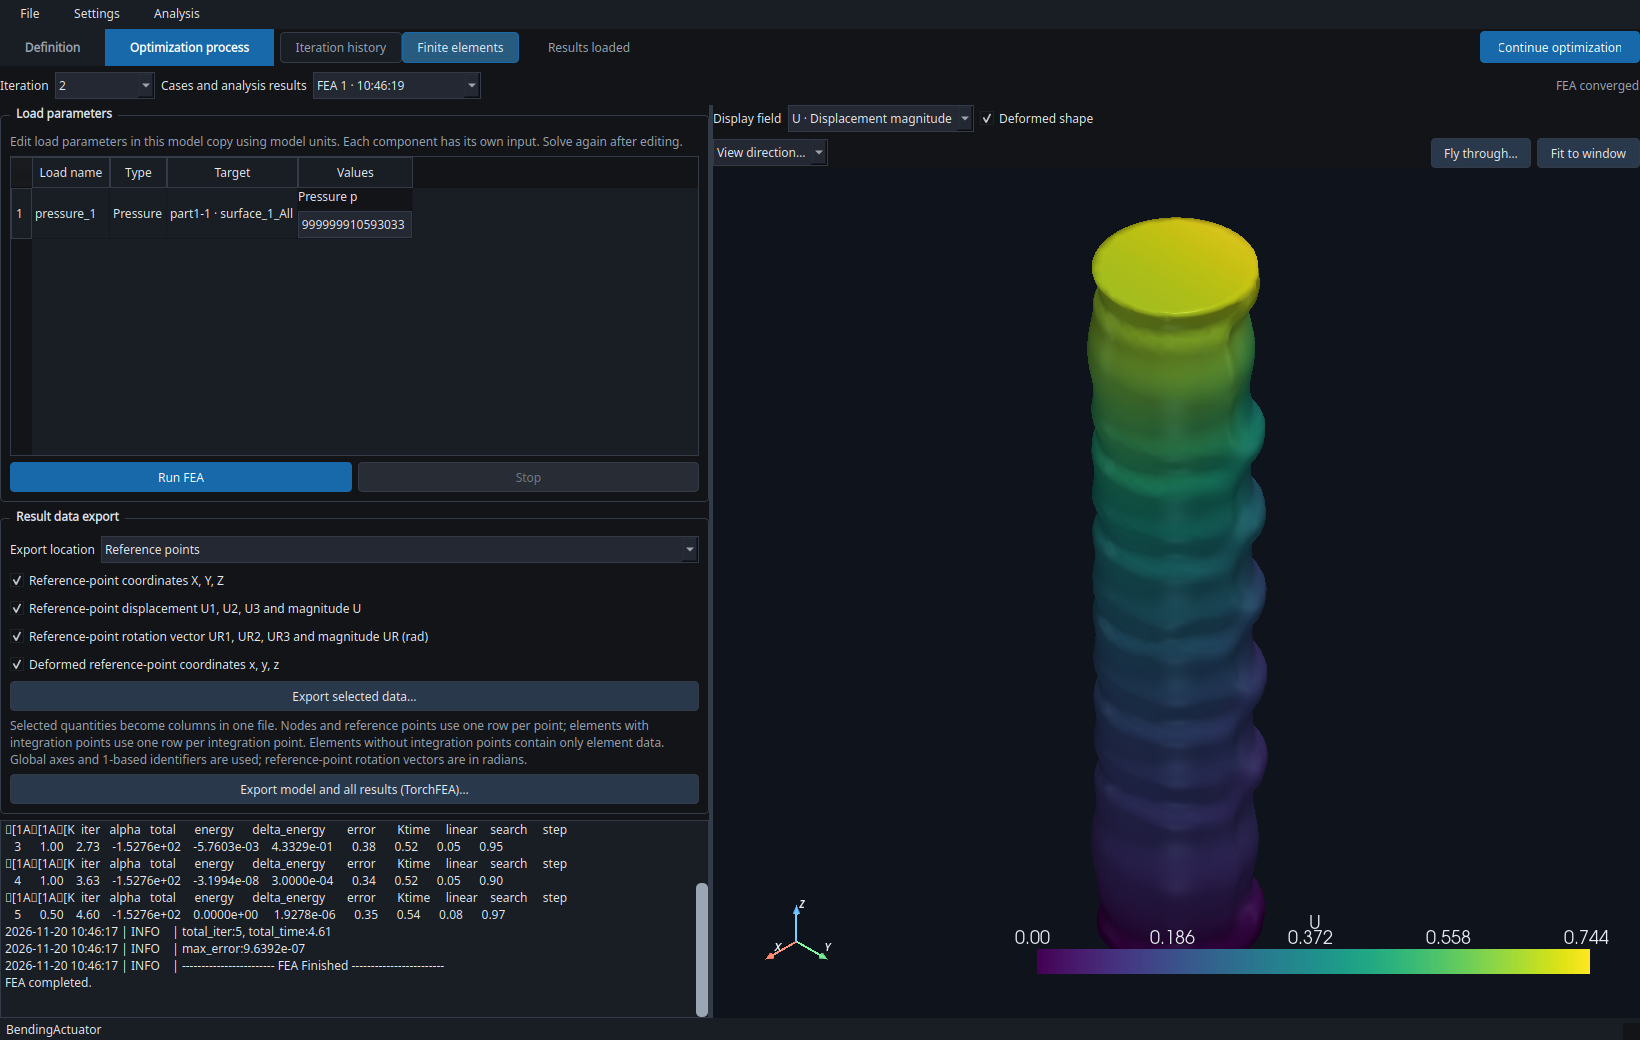 File Settings Analysis
Definition Optimization process Iteration history Finite elements Results loaded Continue optimization
Iteration 2 Cases and analysis results FEA 1 · 10:46:19 FEA converged
Load parameters
Edit load parameters in this model copy using model units. Each component has its own input. Solve again after editing.
Load name Type Target Values
1 pressure_1 Pressure part1-1 · surface_1_All Pressure p
999999910593033
Run FEA Stop
Result data export
Export location Reference points
Reference-point coordinates X, Y, Z
Reference-point displacement U1, U2, U3 and magnitude U
Reference-point rotation vector UR1, UR2, UR3 and magnitude UR (rad)
Deformed reference-point coordinates x, y, z
Export selected data...
Selected quantities become columns in one file. Nodes and reference points use one row per point; elements with
integration points use one row per integration point. Elements without integration points contain only element data.
Global axes and 1-based identifiers are used; reference-point rotation vectors are in radians.
Export model and all results (TorchFEA)...
▯[1A▯[1A▯[K iter alpha total energy delta_energy error Ktime linear search step
3 1.00 2.73 -1.5276e+02 -5.7603e-03 4.3329e-01 0.38 0.52 0.05 0.95
▯[1A▯[1A▯[K iter alpha total energy delta_energy error Ktime linear search step
4 1.00 3.63 -1.5276e+02 -3.1994e-08 3.0000e-04 0.34 0.52 0.05 0.90
▯[1A▯[1A▯[K iter alpha total energy delta_energy error Ktime linear search step
5 0.50 4.60 -1.5276e+02 0.0000e+00 1.9278e-06 0.35 0.54 0.08 0.97
2026-11-20 10:46:17 | INFO | total_iter:5, total_time:4.61
2026-11-20 10:46:17 | INFO | max_error:9.6392e-07
2026-11-20 10:46:17 | INFO | ----------------------- FEA Finished -----------------------
FEA completed.
Display field U · Displacement magnitude Deformed shape
View direction... Fly through... Fit to window
Z
X Y
U
0.00 0.186 0.372 0.558 0.744
BendingActuator